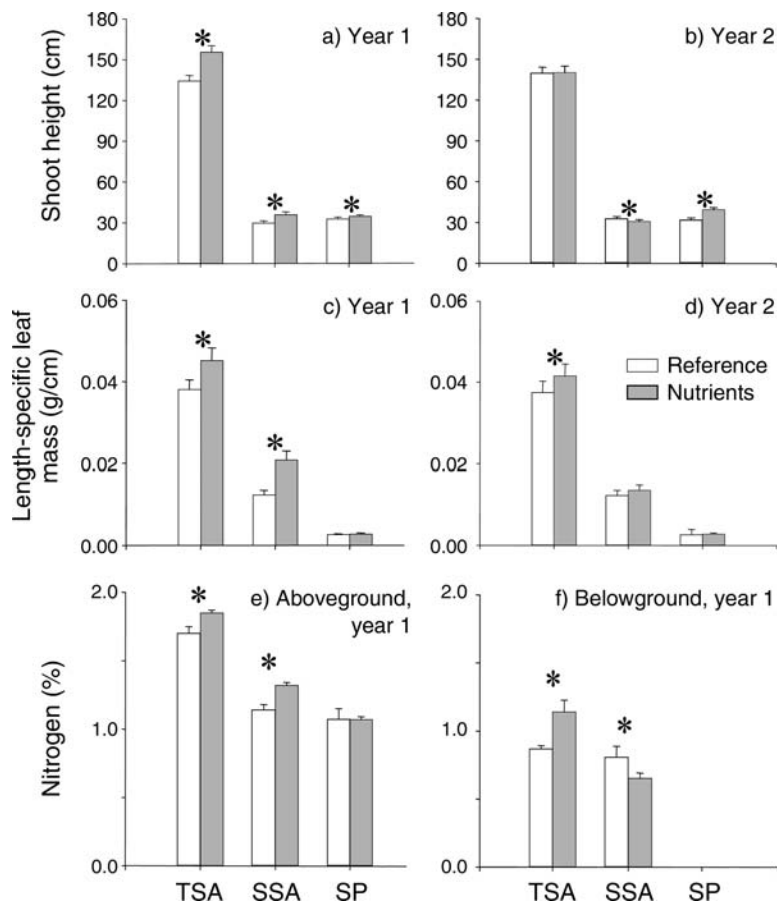 180 a) Year 1 180 b) Year 2
150 * 150
120 120
90 90
60 * * 60 * *
30 30
0 0
Shoot height (cm)
0.06 c) Year 1 0.06 d) Year 2
* *
0.04 0.04 Reference
* Nutrients
0.02 0.02
0.00 0.00
Length-specific leaf
mass (g/cm)
2.0 e) Aboveground, 2.0 f) Belowground, year 1
* year 1
* * *
1.0 1.0
0.0 0.0
Nitrogen (%)
TSA SSA SP TSA SSA SP